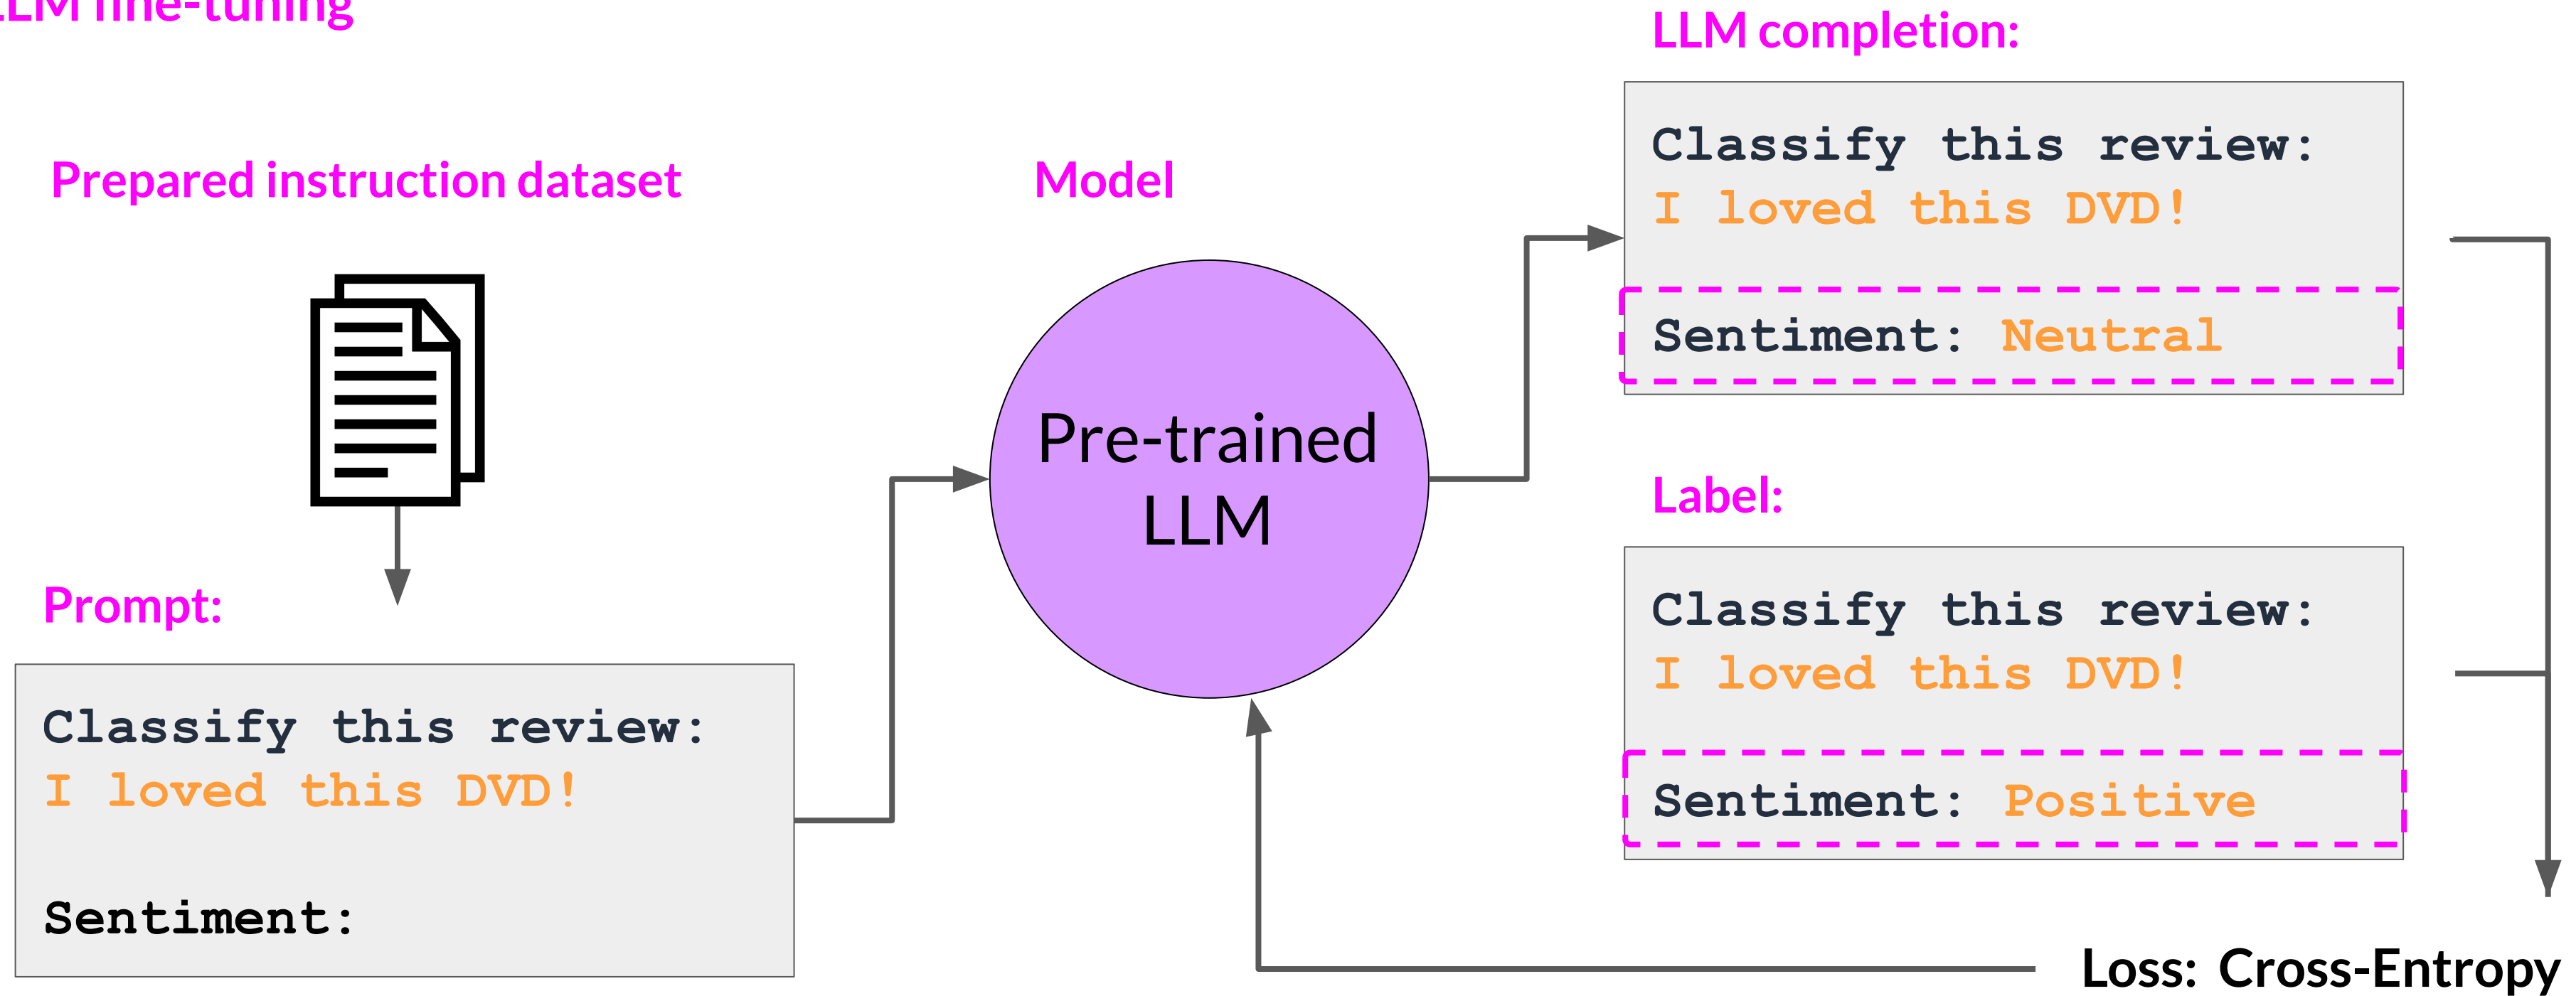 LLM fine-tuning
Prepared instruction dataset
Prompt:
Classify this review:
I loved this DVD!
Sentiment:
Model
Pre-trained
LLM
LLM completion:
Classify this review:
I loved this DVD!
Sentiment: Neutral
Label:
Classify this review:
I loved this DVD!
Sentiment: Positive
Loss: Cross-Entropy